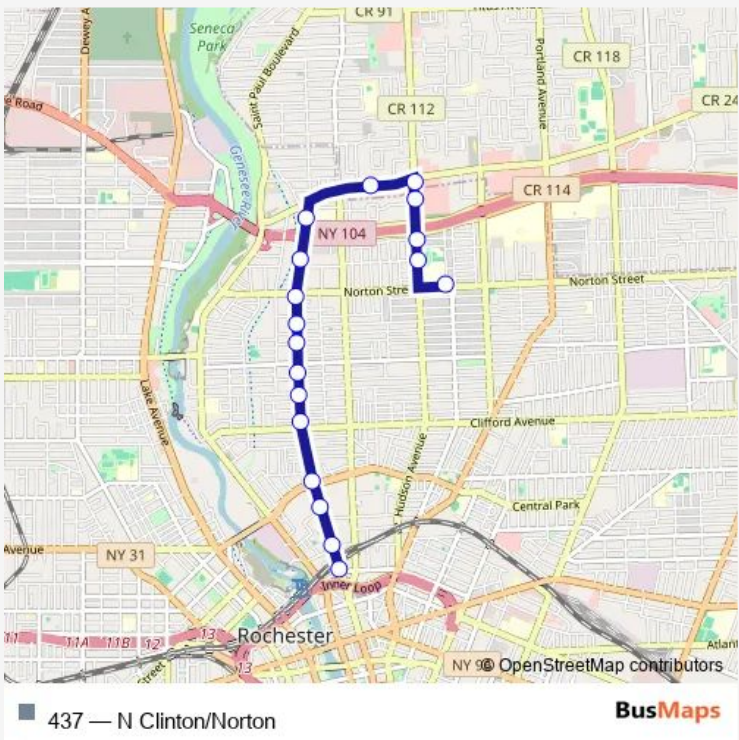 CR 91
Dewey A
Seneca
Park
Saint Paul Boulevard
Portland Avenue
CR 118
CR 112
CR 24
e Road
Genesee River
CR 114
NY 104
Norton Stre
Norton Street
Lake Avenue
Clifford Avenue
Hudson Avenue
Central Park
Avenue
NY 31
Inner Loop
11
11A
11B
12
13
Rochester
13
Street
Atlant
NY 9
© OpenStreetMap contributors
437 — N Clinton/Norton
BusMaps